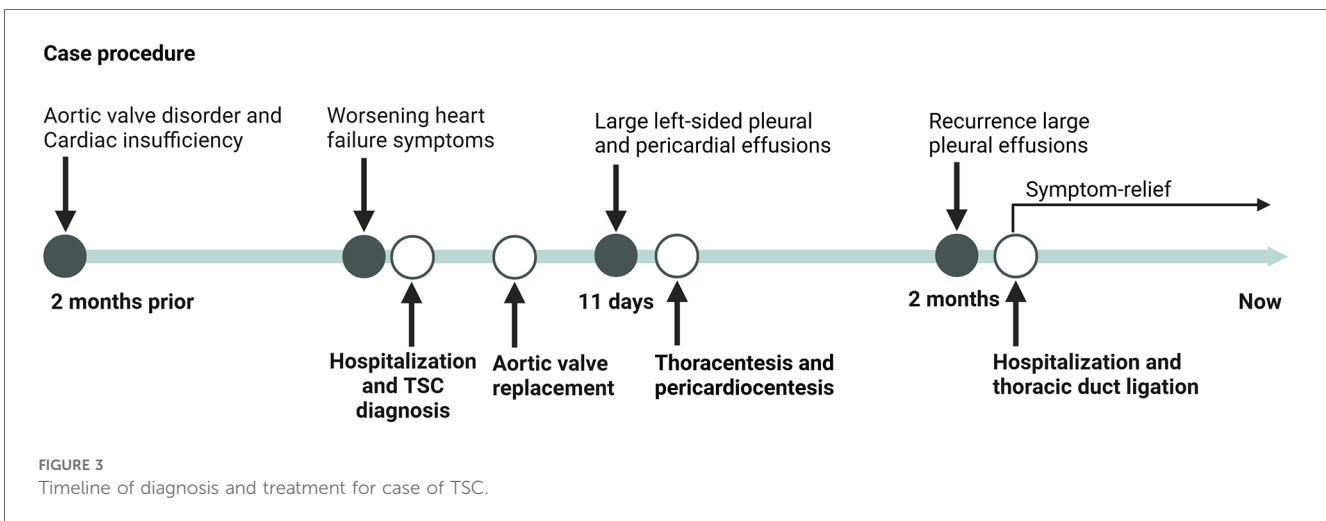 Case procedure
Aortic valve disorder and
Cardiac insufficiency
Worsening heart
failure symptoms
Large left-sided pleural
and pericardial effusions
Recurrence large
pleural effusions
Symptom-relief
2 months prior
11 days
2 months
Now
Hospitalization
and TSC
diagnosis
Aortic valve
replacement
Thoracentesis and
pericardiocentesis
Hospitalization and
thoracic duct ligation
FIGURE 3
Timeline of diagnosis and treatment for case of TSC.